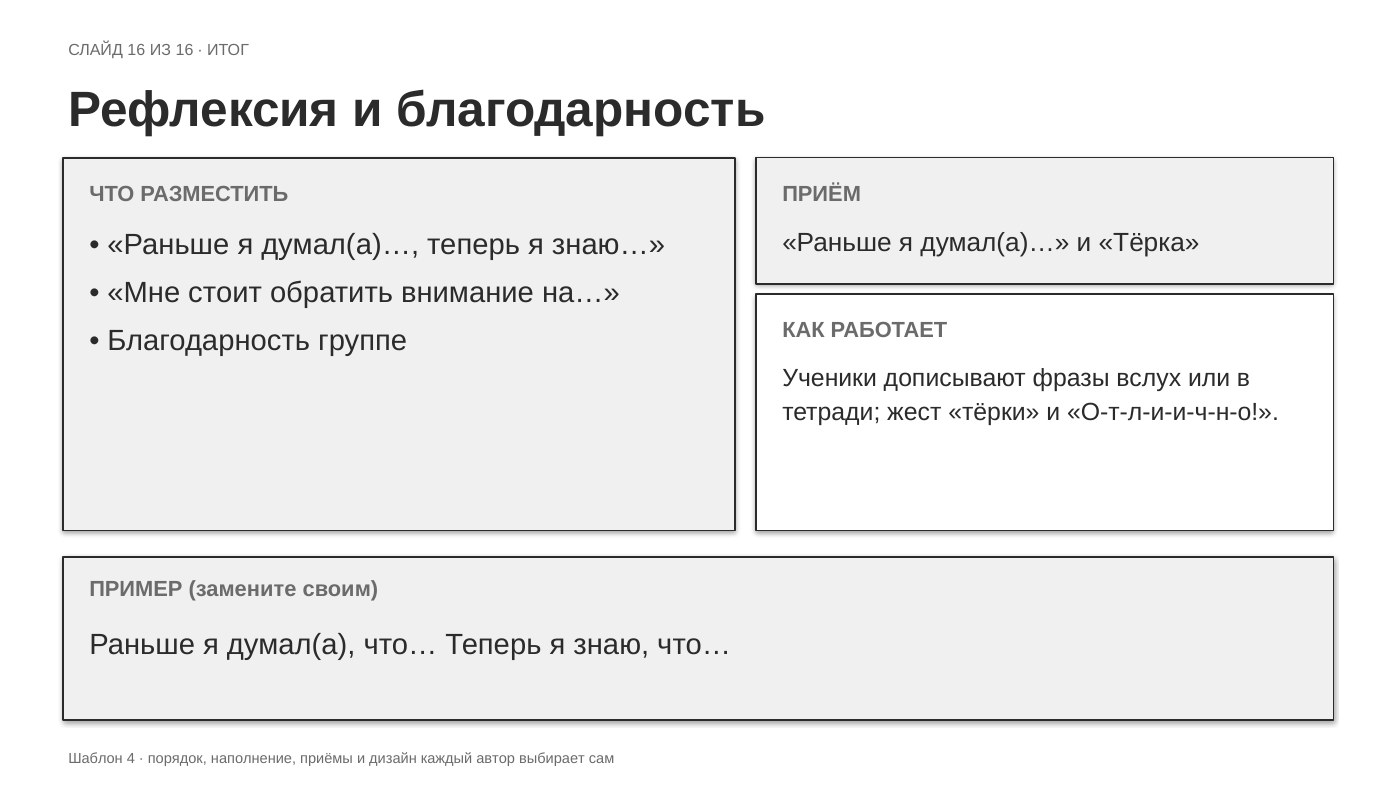 СЛАЙД 16 ИЗ 16 · ИТОГ
Рефлексия и благодарность
ЧТО РАЗМЕСТИТЬ
• «Раньше я думал(а)…, теперь я знаю…»
• «Мне стоит обратить внимание на…»
• Благодарность группе
ПРИЁМ
«Раньше я думал(а)…» и «Тёрка»
КАК РАБОТАЕТ
Ученики дописывают фразы вслух или в
тетради; жест «тёрки» и «О-т-л-и-и-ч-н-о!».
ПРИМЕР (замените своим)
Раньше я думал(а), что… Теперь я знаю, что…
Шаблон 4 · порядок, наполнение, приёмы и дизайн каждый автор выбирает сам